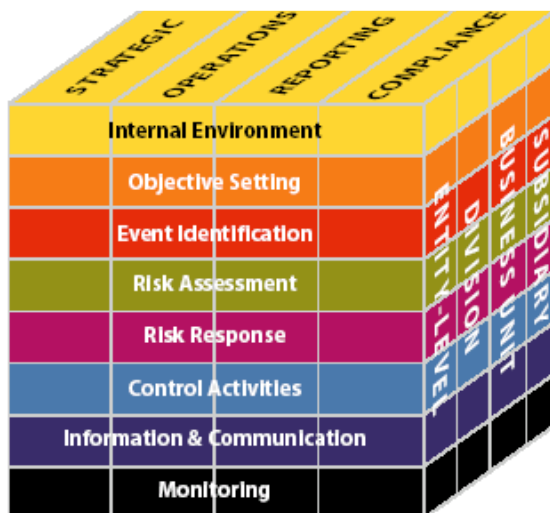 STRATEGIC
OPERATIONS
REPORTING
COMPLIANCE
Internal Environment
Objective Setting
Event Identification
Risk Assessment
Risk Response
Control Activities
Information & Communication
Monitoring
ENTITY-LEVEL
DIVISION
BUSINESS UNIT
SUBSIDIARY